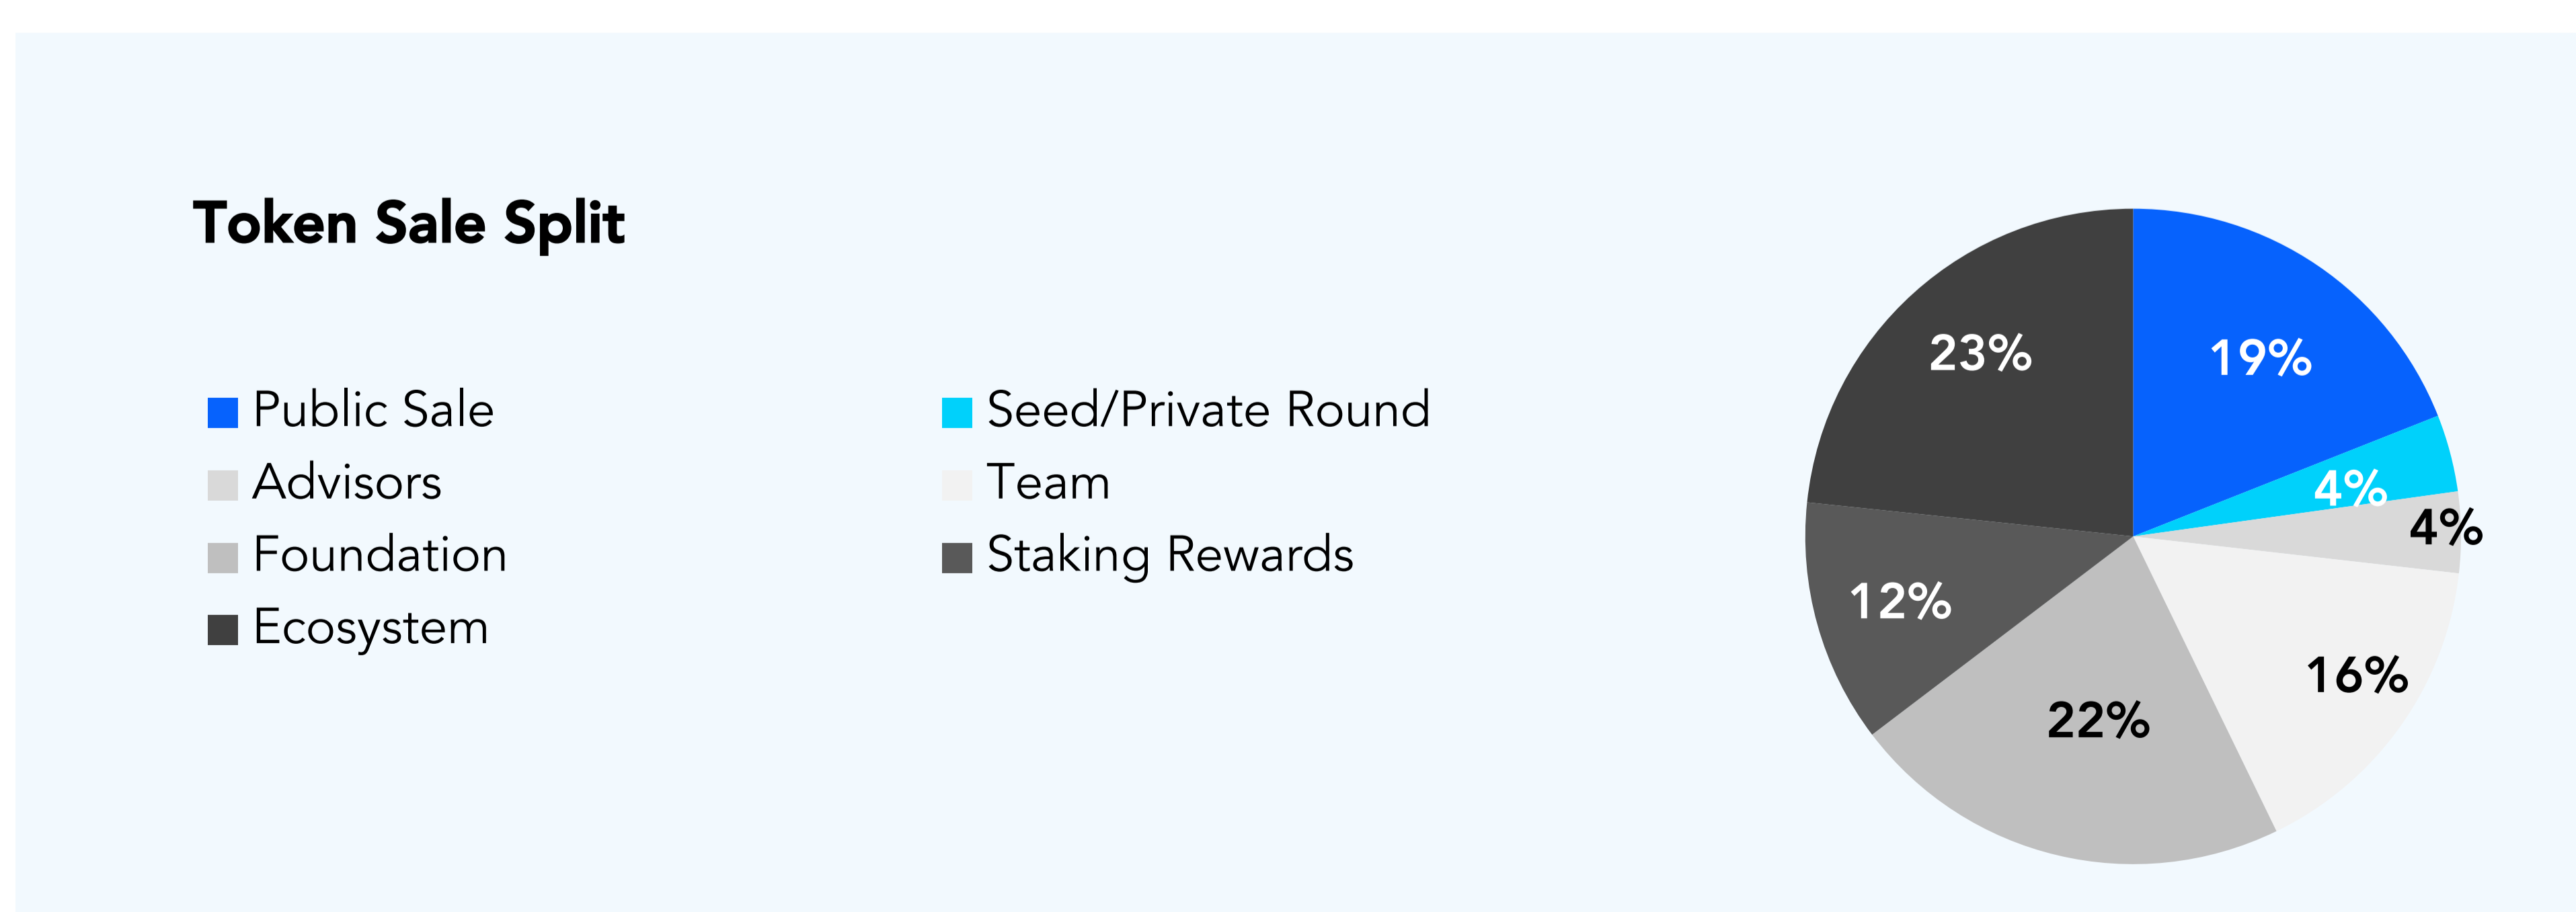 Token Sale Split
Public Sale
Seed/Private Round
Advisors
Team
Foundation
Staking Rewards
Ecosystem
23%
19%
4%
4%
12%
16%
22%